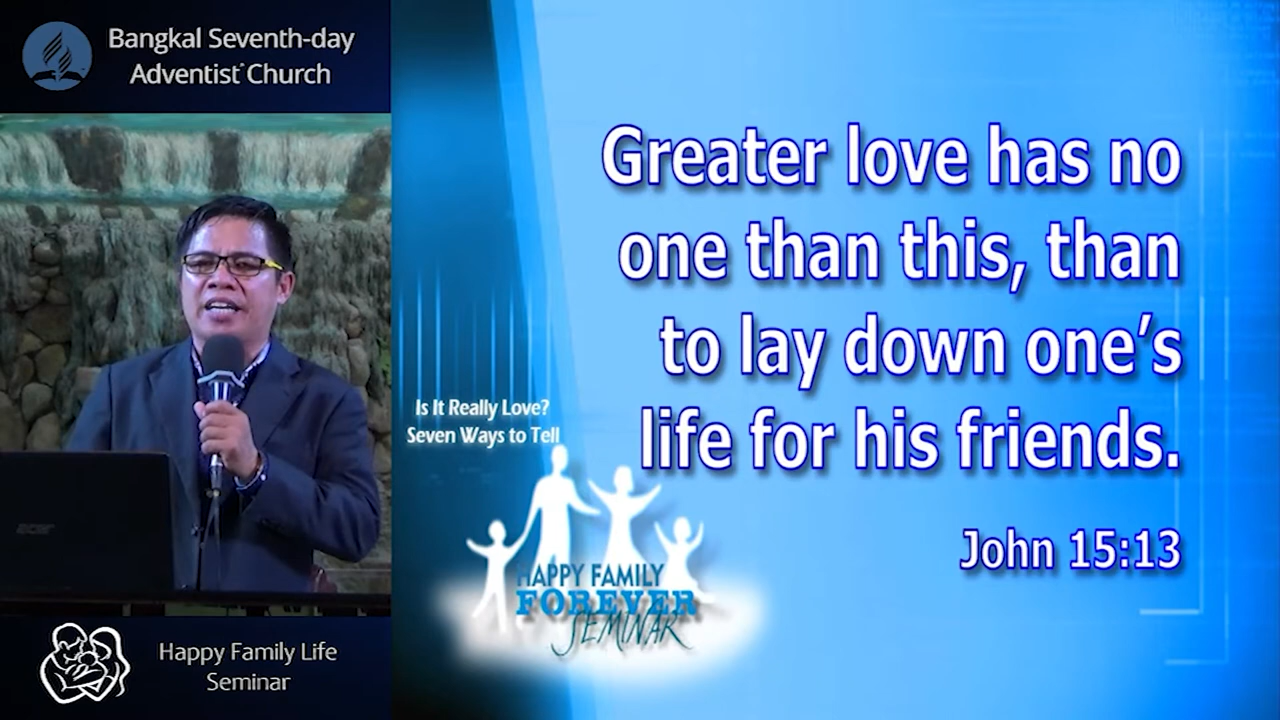 Bangkal Seventh-day
Adventist Church
Greater love has no
one than this, than
to lay down one's
life for his friends.
John 15:13
Is It Really Love?
Seven Ways to Tell
HAPPY FAMILY
FOREVER
SEMINAR
Happy Family Life
Seminar
acer